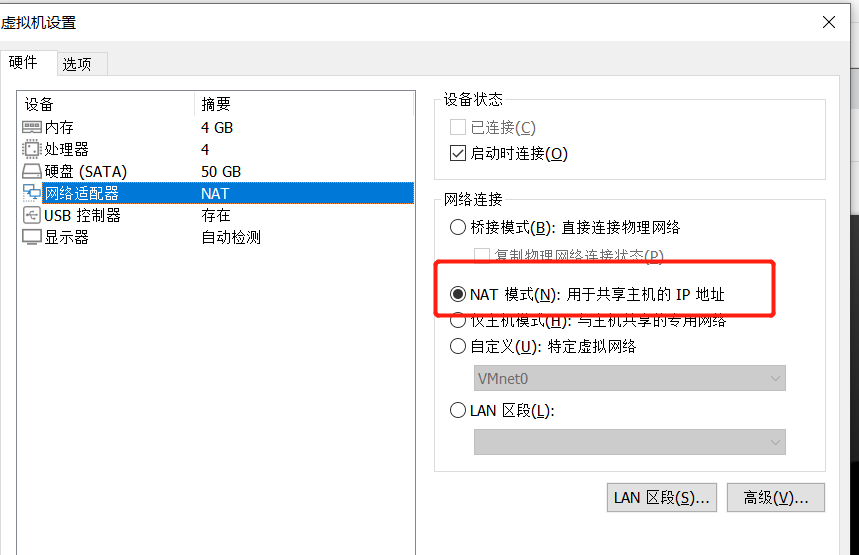 虚拟机设置
硬件 选项
设备 摘要
内存 4 GB
处理器 4
硬盘 (SATA) 50 GB
网络适配器 NAT
USB 控制器 存在
显示器 自动检测
设备状态
已连接(C)
启动时连接(O)
网络连接
桥接模式(B): 直接连接物理网络
复制物理网络连接状态(P)
NAT 模式(N): 用于共享主机的 IP 地址
仅主机模式(H): 与主机共享的专用网络
自定义(U): 特定虚拟网络
VMnet0
LAN 区段(L):
LAN 区段(S)... 高级(V)...